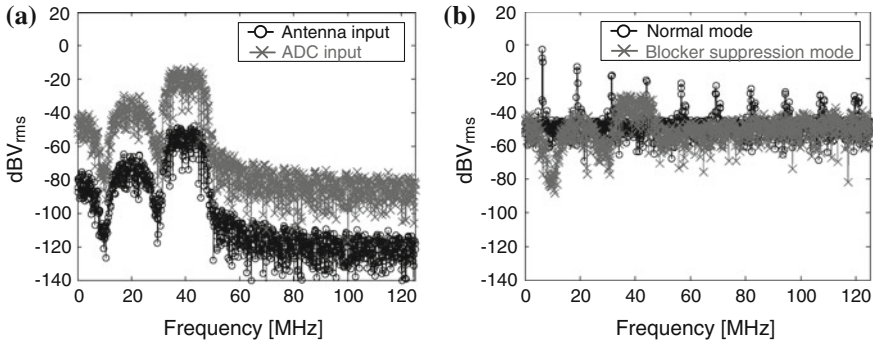 (a)
Antenna input
ADC input
20
0
-20
-40
-60
-80
-100
-120
-140
dBVrms
0 20 40 60 80 100 120
Frequency [MHz]
(b)
Normal mode
Blocker suppression mode
20
0
-20
-40
-60
-80
-100
-120
-140
dBVrms
0 20 40 60 80 100 120
Frequency [MHz]